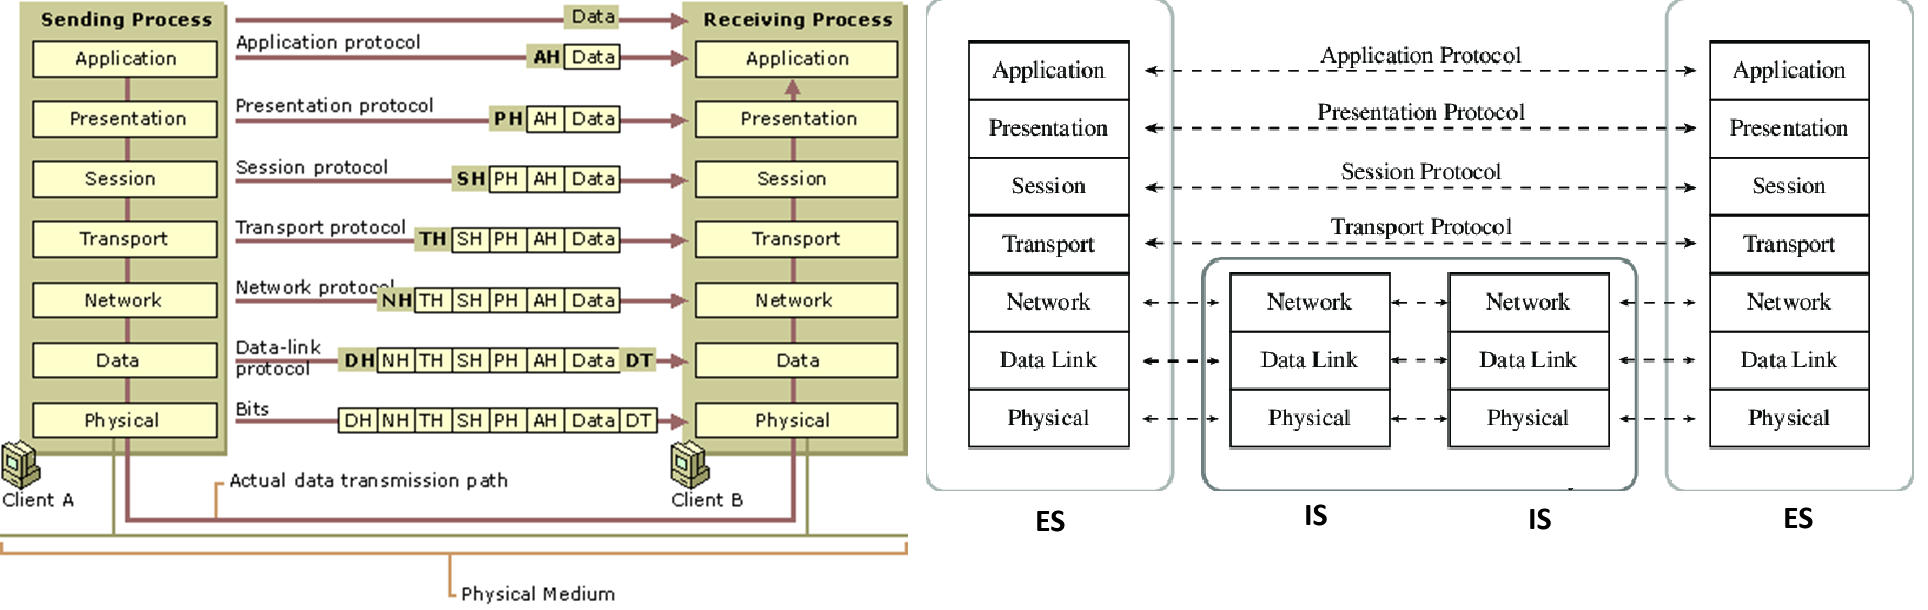 Sending Process
Application
Presentation
Session
Transport
Network
Data
Physical
Client A
Data
Application protocol
AH Data
Presentation protocol
PH AH Data
Session protocol
SH PH AH Data
Transport protocol
TH SH PH AH Data
Network protocol
NH TH SH PH AH Data
Data-link
protocol
DH NH TH SH PH AH Data DT
Bits
DH NH TH SH PH AH Data DT
Receiving Process
Application
Presentation
Session
Transport
Network
Data
Physical
Client B
Actual data transmission path
Physical Medium
Application
Presentation
Session
Transport
Network
Data Link
Physical
ES
Application Protocol
Presentation Protocol
Session Protocol
Transport Protocol
Network
Data Link
Physical
IS
Network
Data Link
Physical
IS
Application
Presentation
Session
Transport
Network
Data Link
Physical
ES